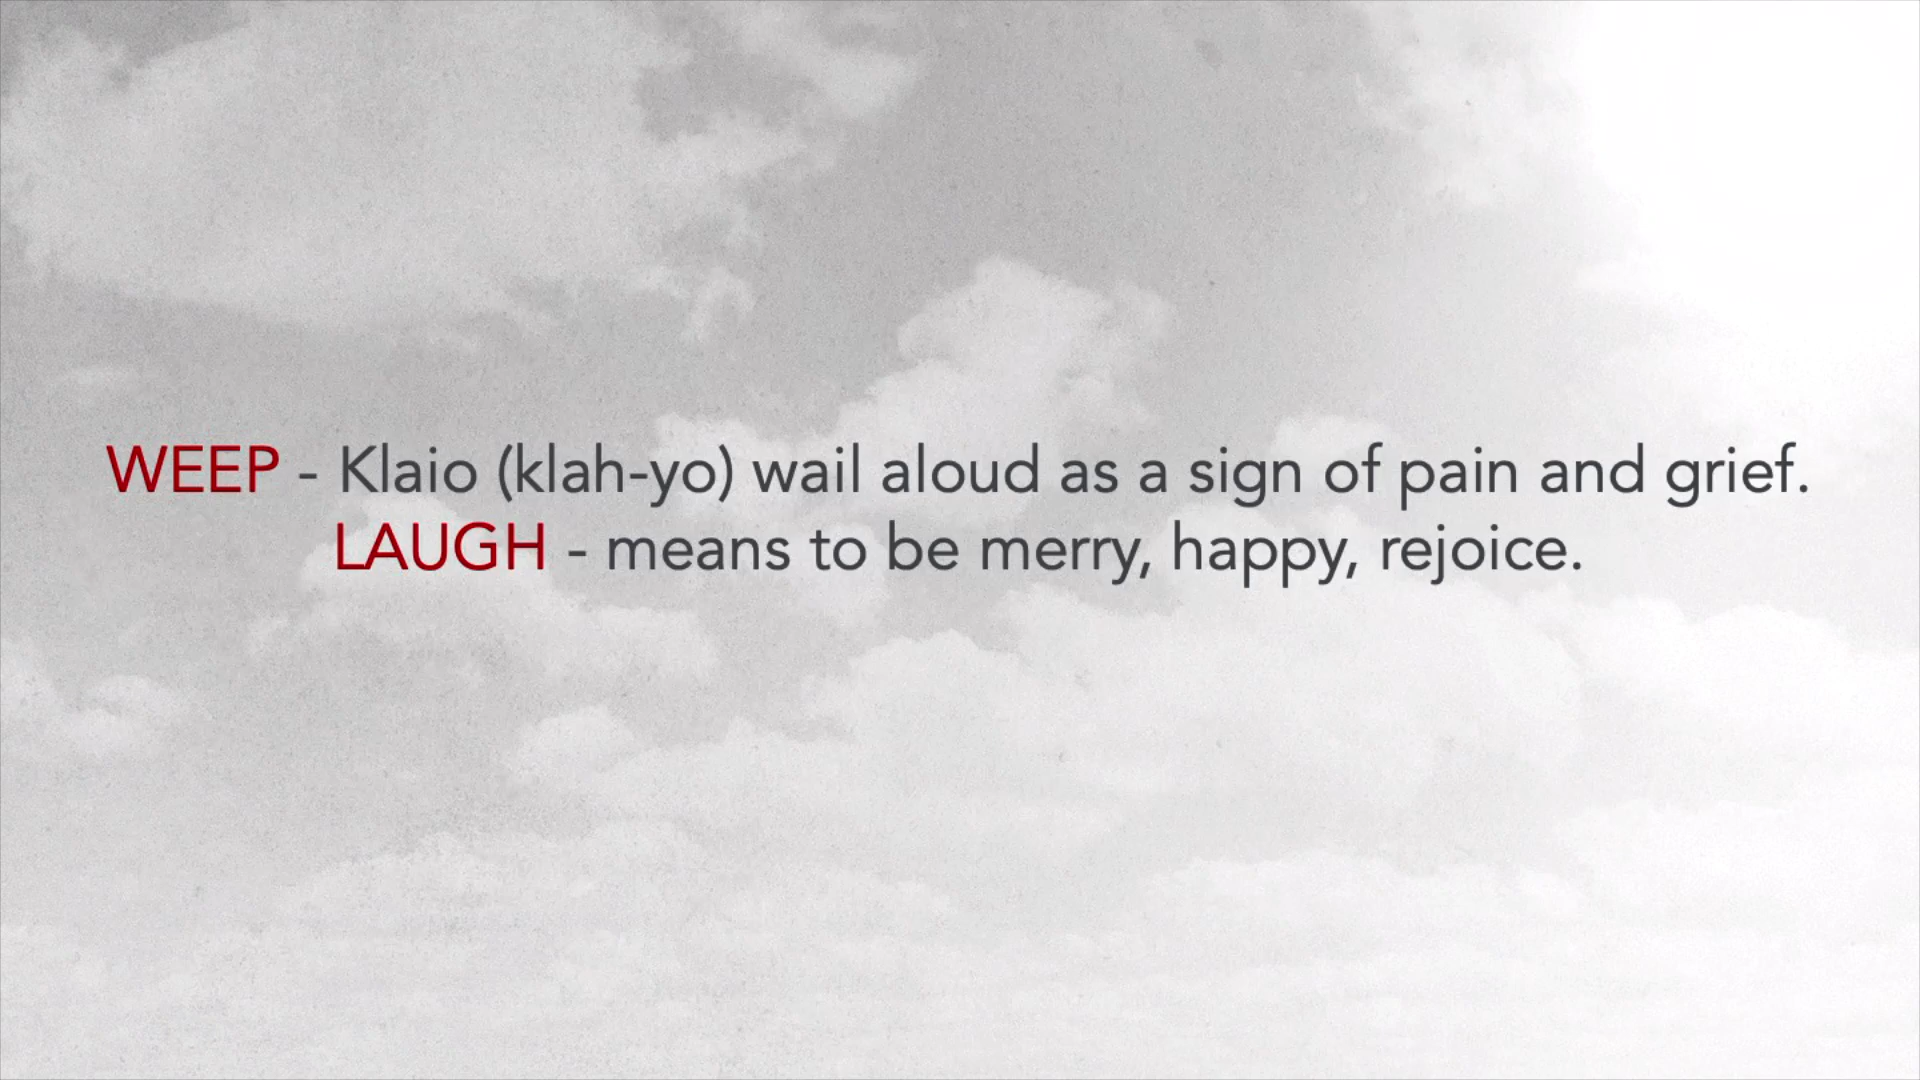 WEEP - Klaio (klah-yo) wail aloud as a sign of pain and grief.
LAUGH - means to be merry, happy, rejoice.